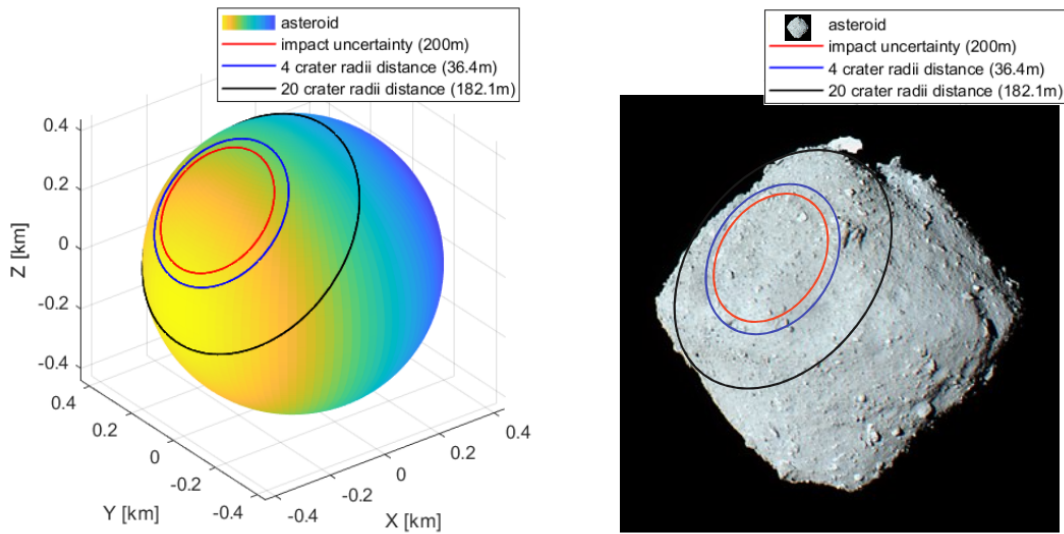 asteroid
impact uncertainty (200m)
4 crater radii distance (36.4m)
20 crater radii distance (182.1m)
0.4
0.2
0
-0.2
-0.4
Z [km]
0.4
0.2
0
-0.2
-0.4
Y [km]
-0.4
-0.2
0
0.2
0.4
X [km]
asteroid
impact uncertainty (200m)
4 crater radii distance (36.4m)
20 crater radii distance (182.1m)